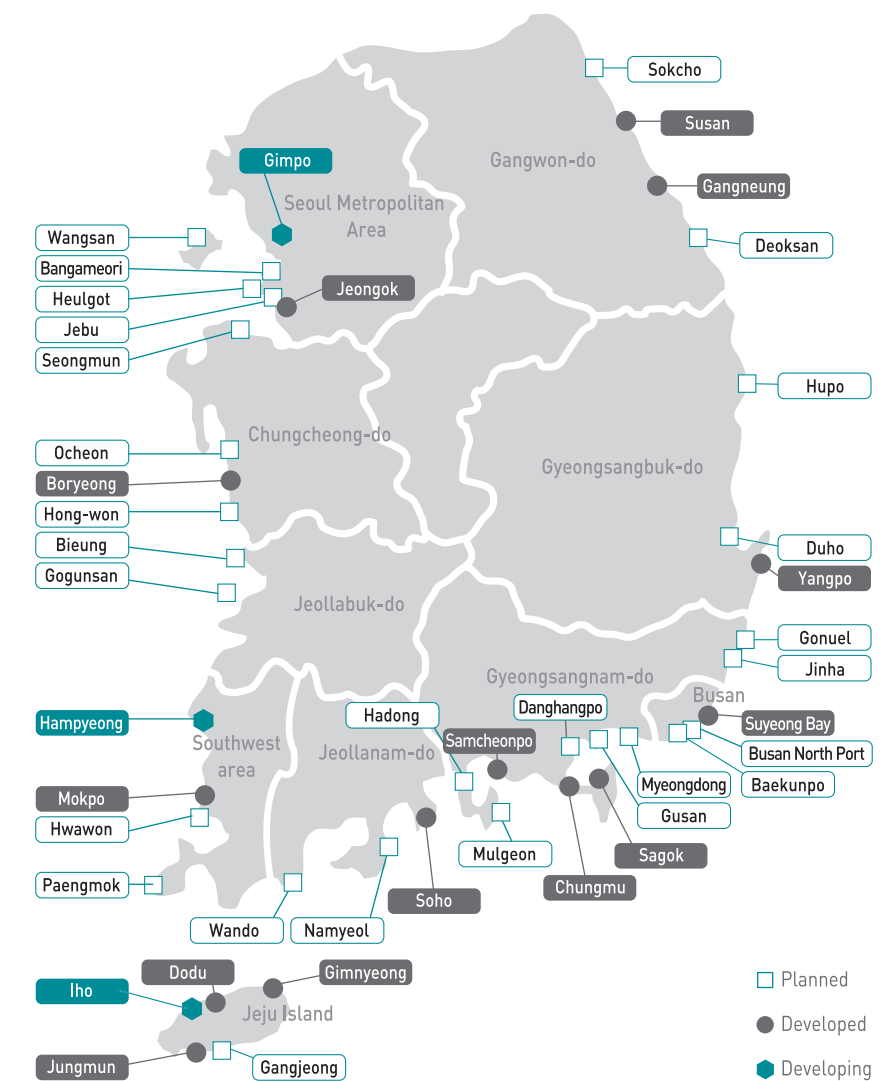 Sokcho
Susan
Gangwon-do
Gimpo
Gangneung
Seoul Metropolitan
Area
Wangsan
Deoksan
Bangameori
Heulgot
Jeongok
Jebu
Seongmun
Hupo
Chungcheong-do
Ocheon
Gyeongsangbuk-do
Boryeong
Hong-won
Bieung
Duho
Gogunsan
Yangpo
Jeollabuk-do
Gonuel
Jinha
Gyeongsangnam-do
Busan
Danghangpo
Hadong
Hampyeong
Suyeong Bay
Southwest
area
Jeollanam-do
Samcheonpo
Busan North Port
Myeongdong
Baekunpo
Mokpo
Gusan
Hwawon
Mulgeon
Sagok
Paengmok
Chungmu
Soho
Wando
Namyeol
Dodu
Gimnyeong
Planned
Iho
Jeju Island
Developed
Jungmun
Gangjeong
Developing